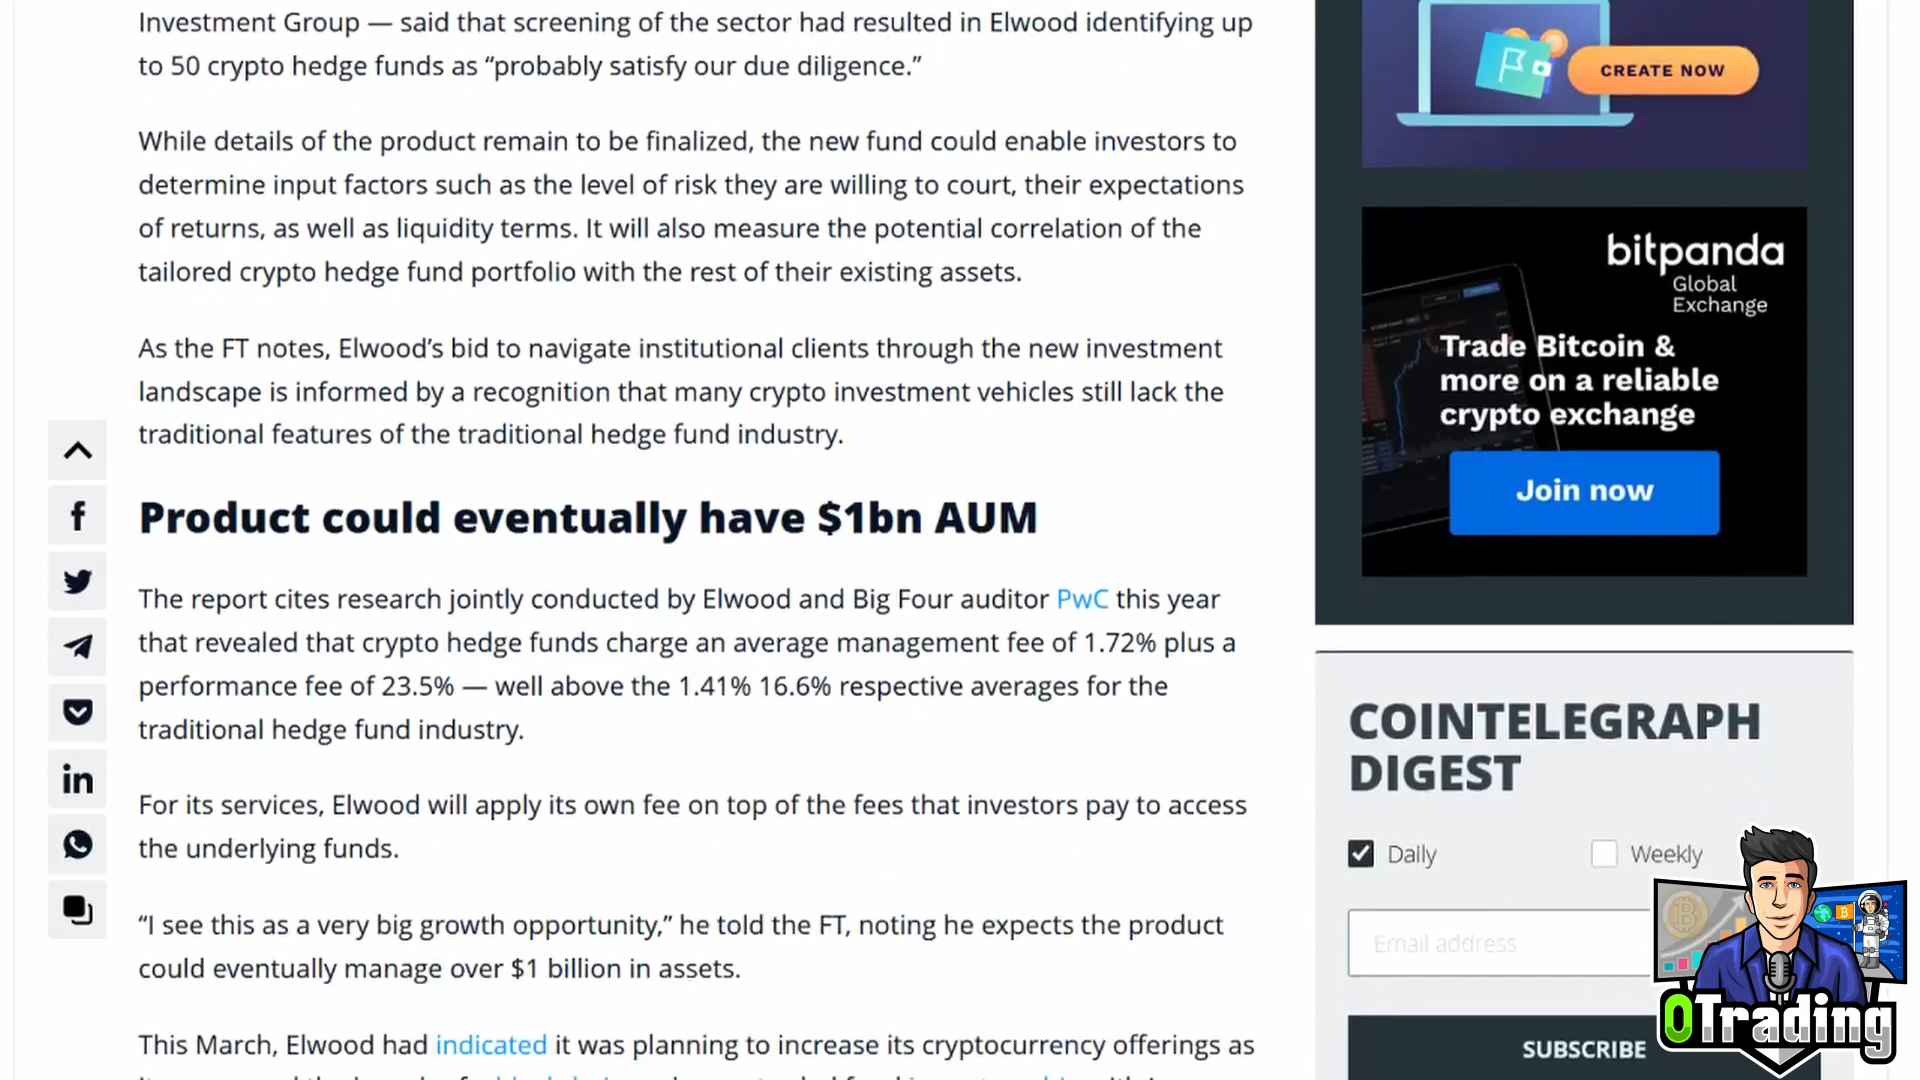 Investment Group — said that screening of the sector had resulted in Elwood identifying up
to 50 crypto hedge funds as “probably satisfy our due diligence.”
While details of the product remain to be finalized, the new fund could enable investors to
determine input factors such as the level of risk they are willing to court, their expectations
of returns, as well as liquidity terms. It will also measure the potential correlation of the
tailored crypto hedge fund portfolio with the rest of their existing assets.
As the FT notes, Elwood’s bid to navigate institutional clients through the new investment
landscape is informed by a recognition that many crypto investment vehicles still lack the
traditional features of the traditional hedge fund industry.
Product could eventually have $1bn AUM
The report cites research jointly conducted by Elwood and Big Four auditor PwC this year
that revealed that crypto hedge funds charge an average management fee of 1.72% plus a
performance fee of 23.5% — well above the 1.41% 16.6% respective averages for the
traditional hedge fund industry.
For its services, Elwood will apply its own fee on top of the fees that investors pay to access
the underlying funds.
“I see this as a very big growth opportunity,” he told the FT, noting he expects the product
could eventually manage over $1 billion in assets.
This March, Elwood had indicated it was planning to increase its cryptocurrency offerings as
CREATE NOW
bitpanda
Global
Exchange
Trade Bitcoin &
more on a reliable
crypto exchange
Join now
COINTELEGRAPH
DIGEST
Daily
Weekly
Email address
SUBSCRIBE
OTrading